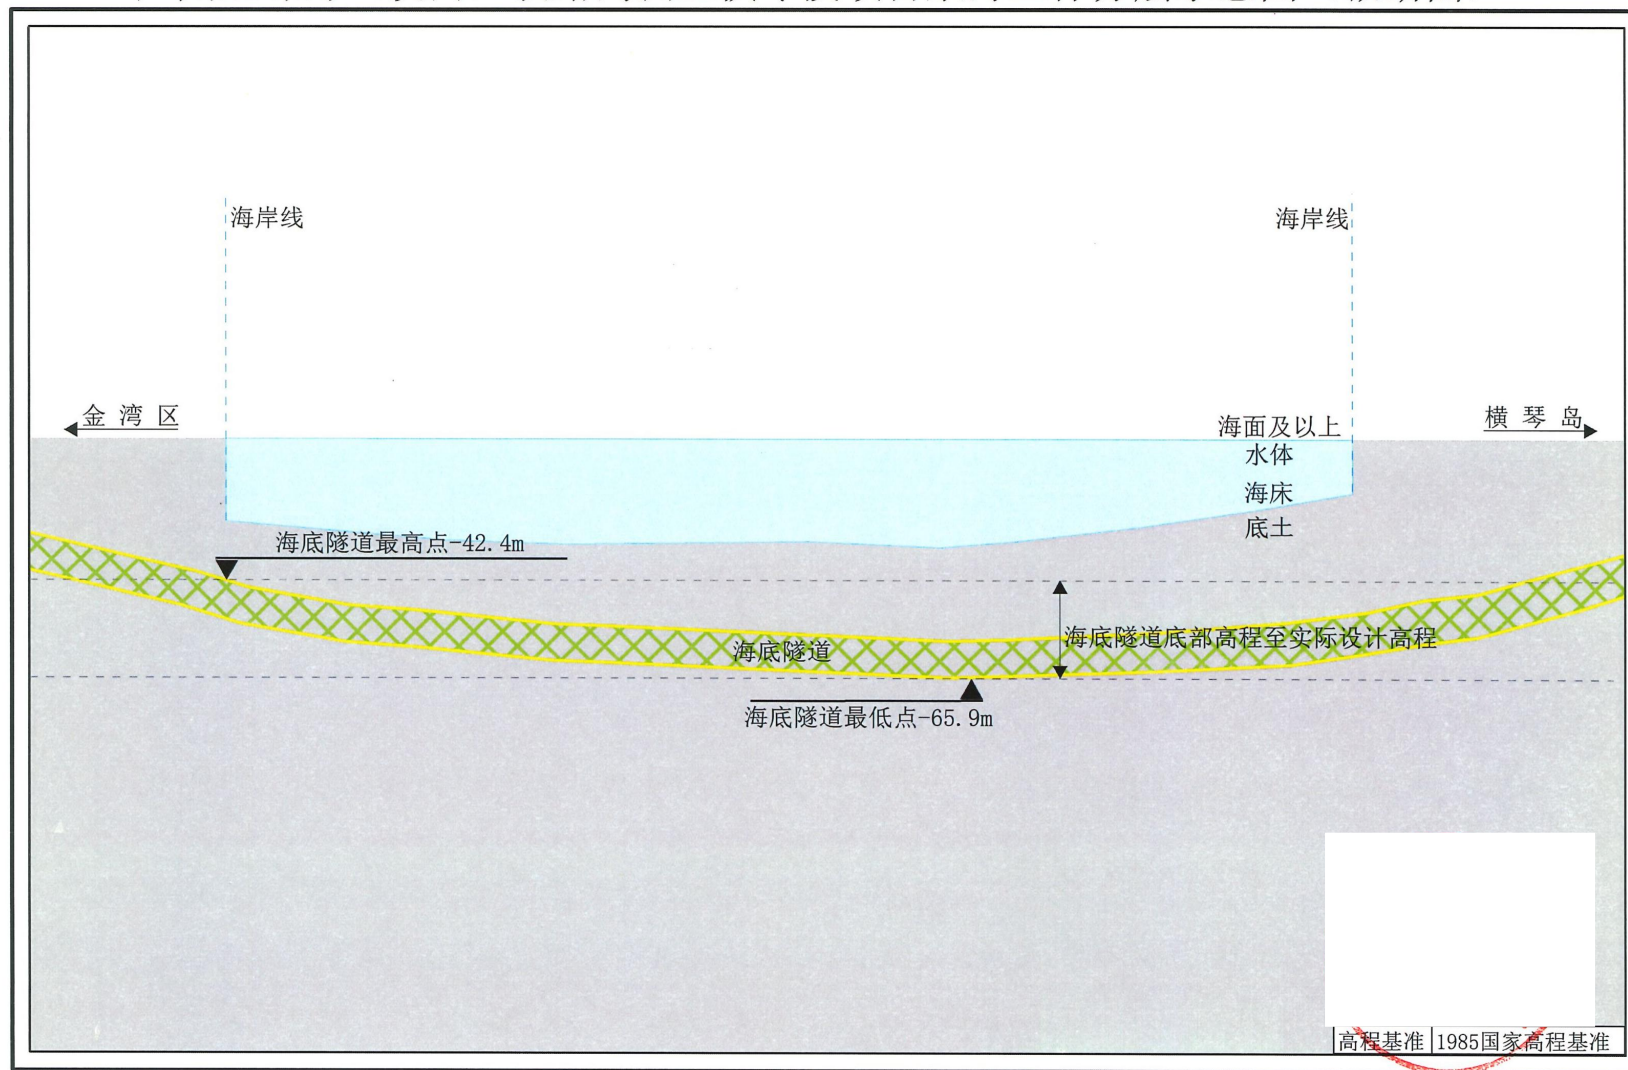 海岸线
海岸线
金湾区
海面及以上
横琴岛
水体
海床
底土
海底隧道最高点-42.4m
海底隧道底部高程至实际设计高程
海底隧道
海底隧道最低点-65.9m
高程基准 1985国家高程基准